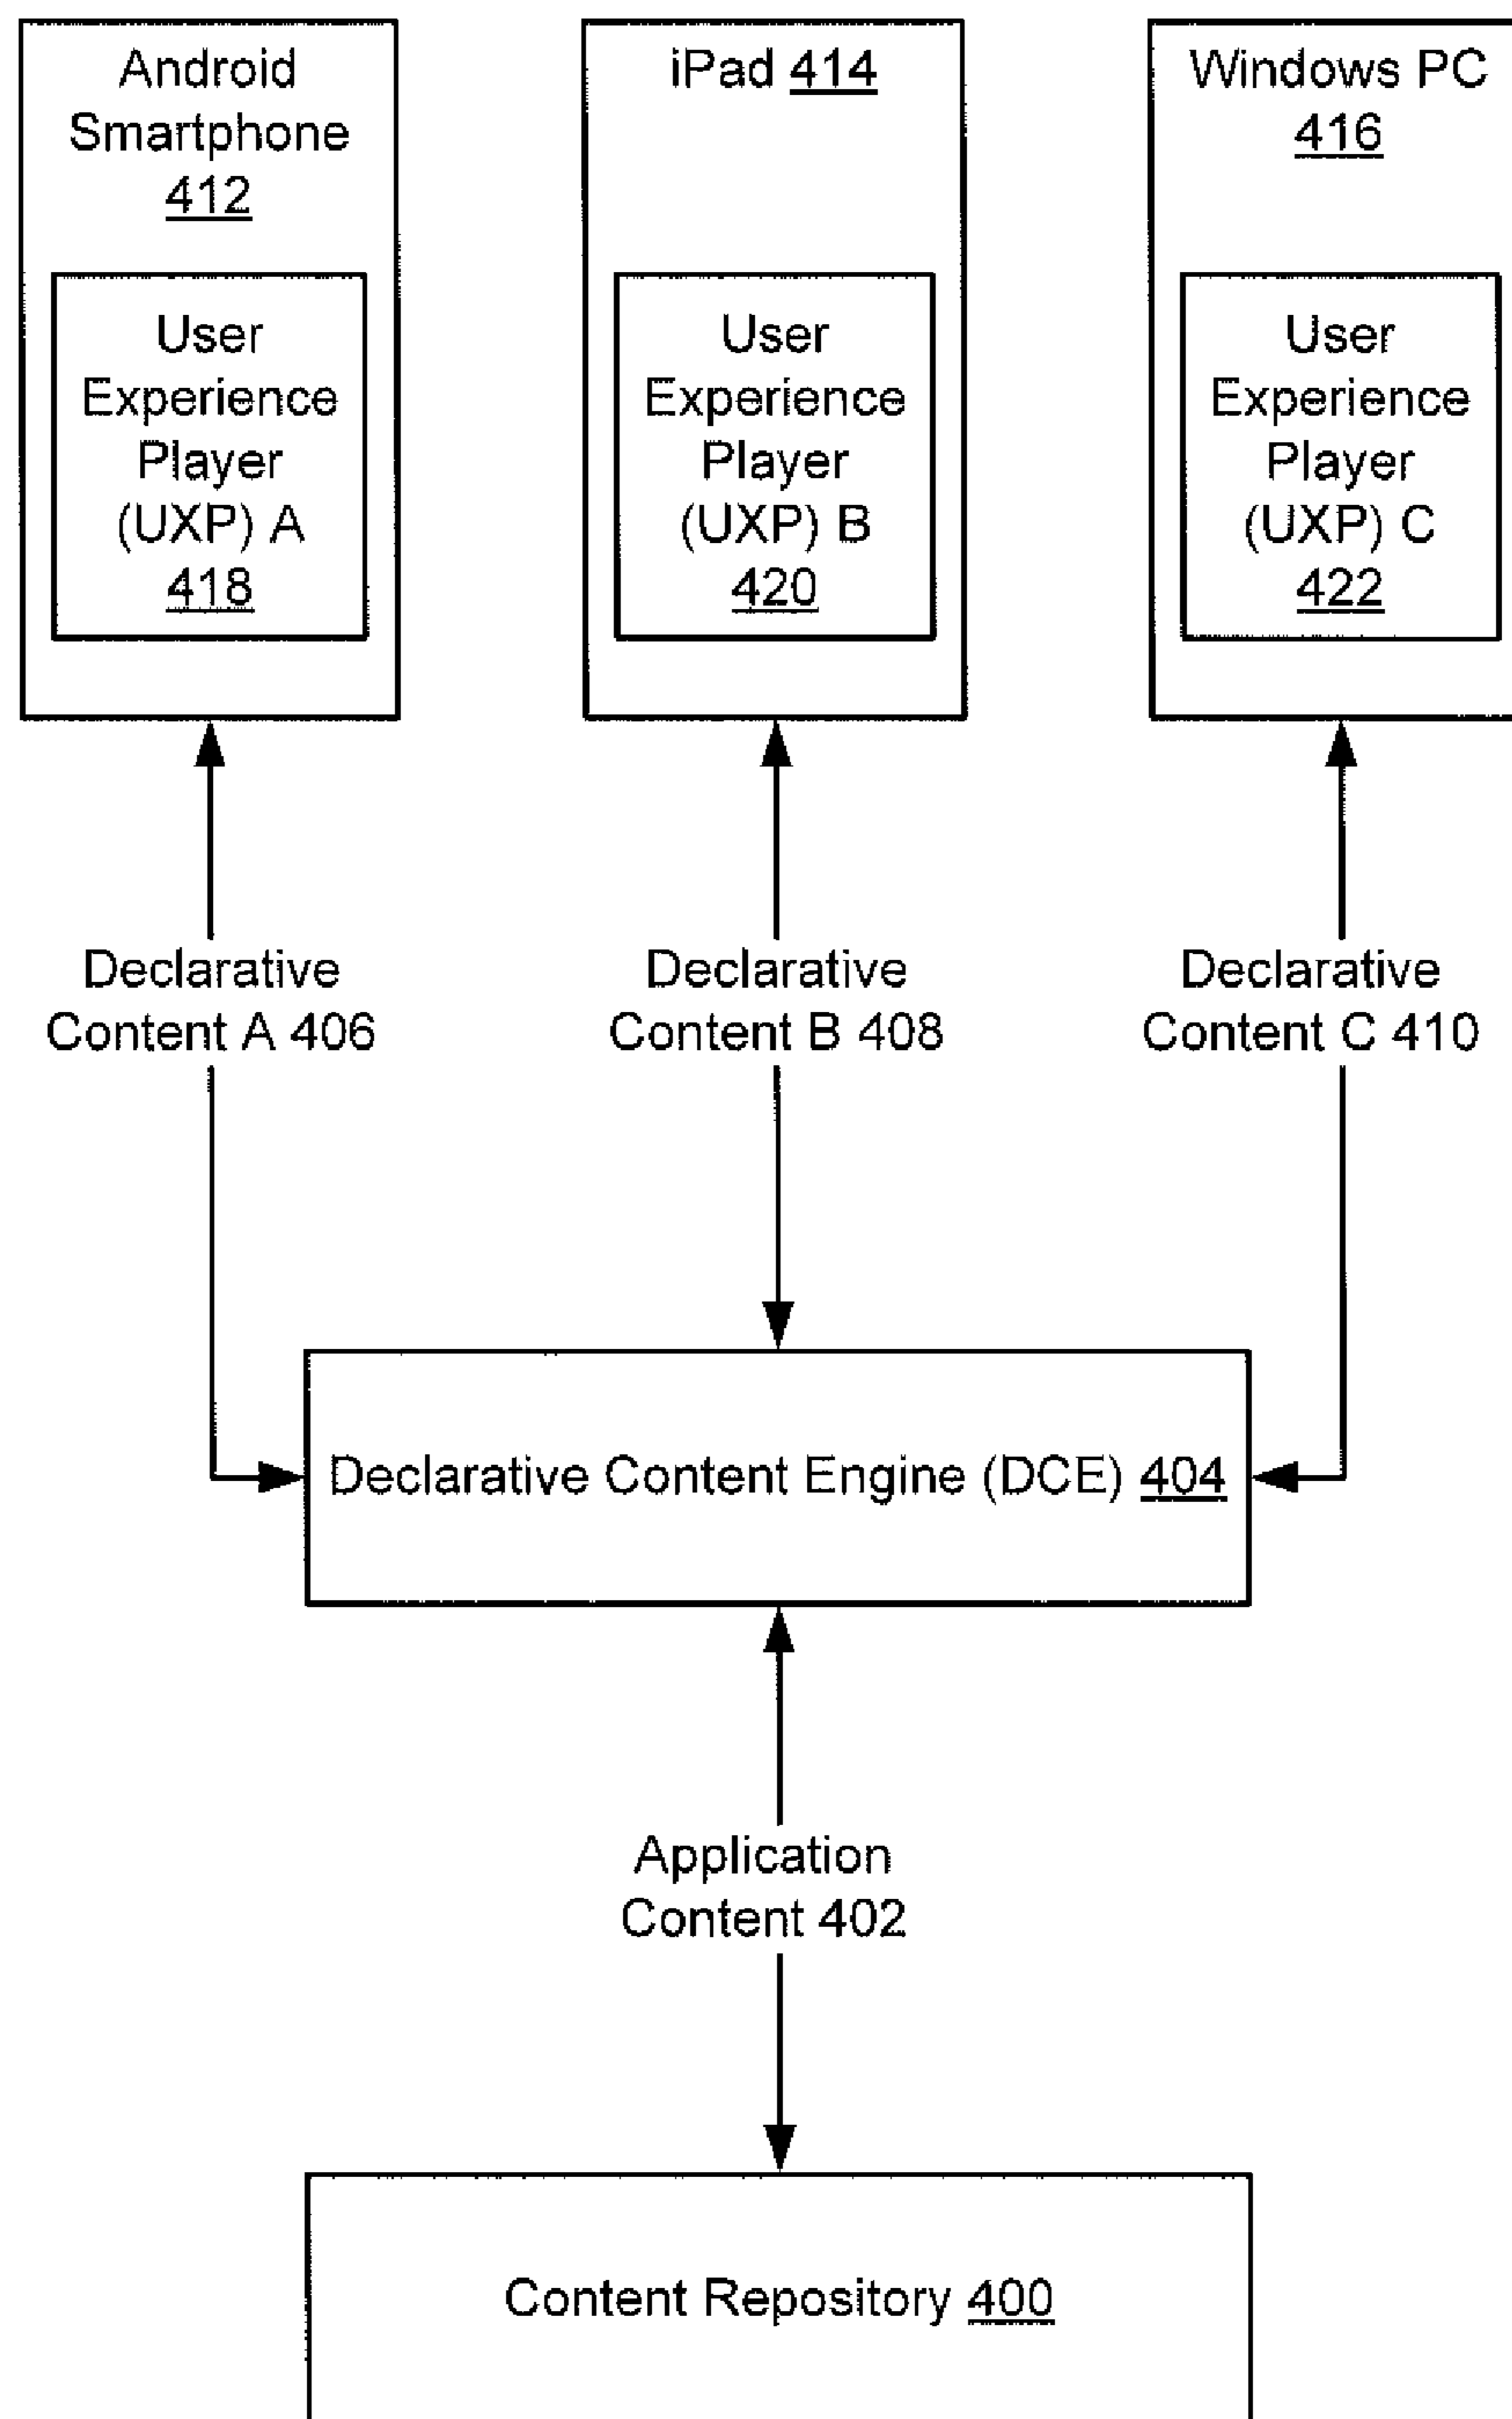 Android
Smartphone
412
User
Experience
Player
(UXP) A
418
iPad 414
User
Experience
Player
(UXP) B
420
Windows PC
416
User
Experience
Player
(UXP) C
422
Declarative
Content A 406
Declarative
Content B 408
Declarative
Content C 410
Declarative Content Engine (DCE) 404
Application
Content 402
Content Repository 400